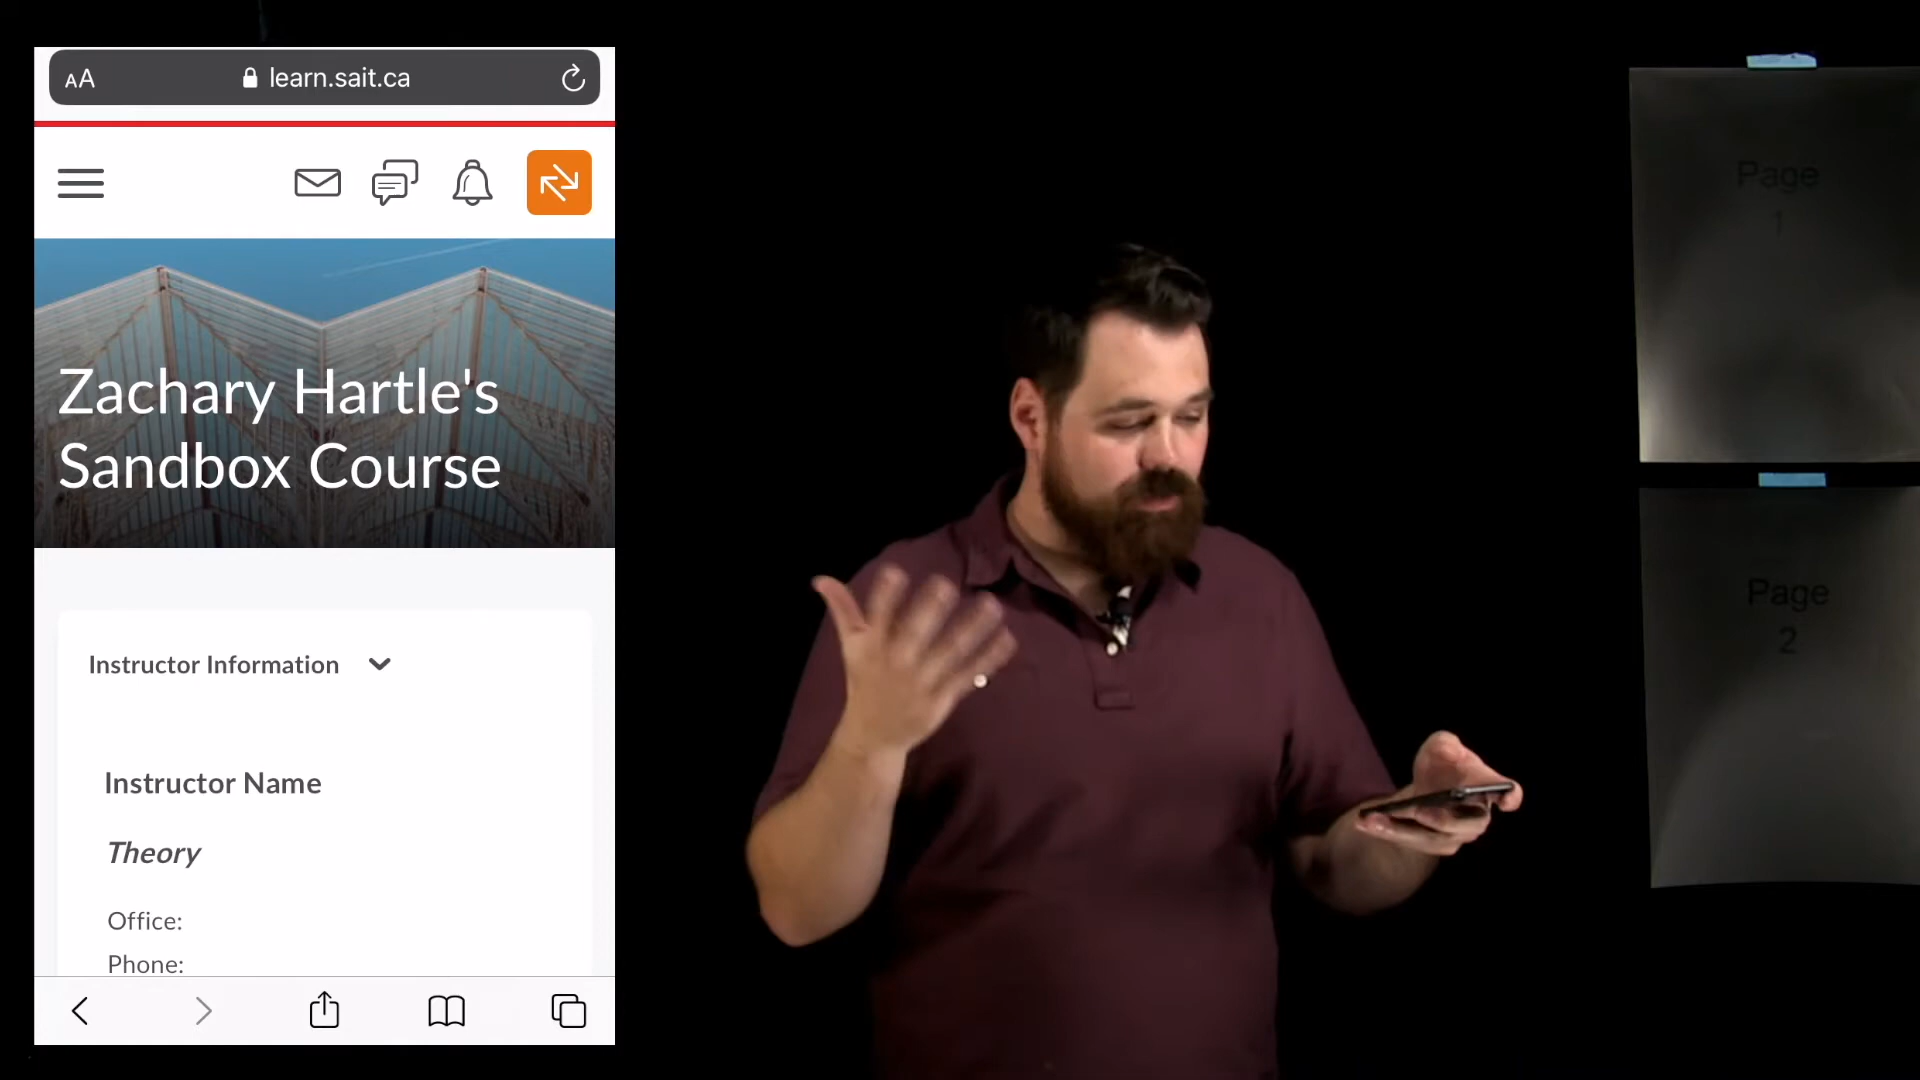 AA learn.sait.ca
Zachary Hartle's
Sandbox Course
Instructor Information
Instructor Name
Theory
Office:
Phone:
Page
1
Page
2